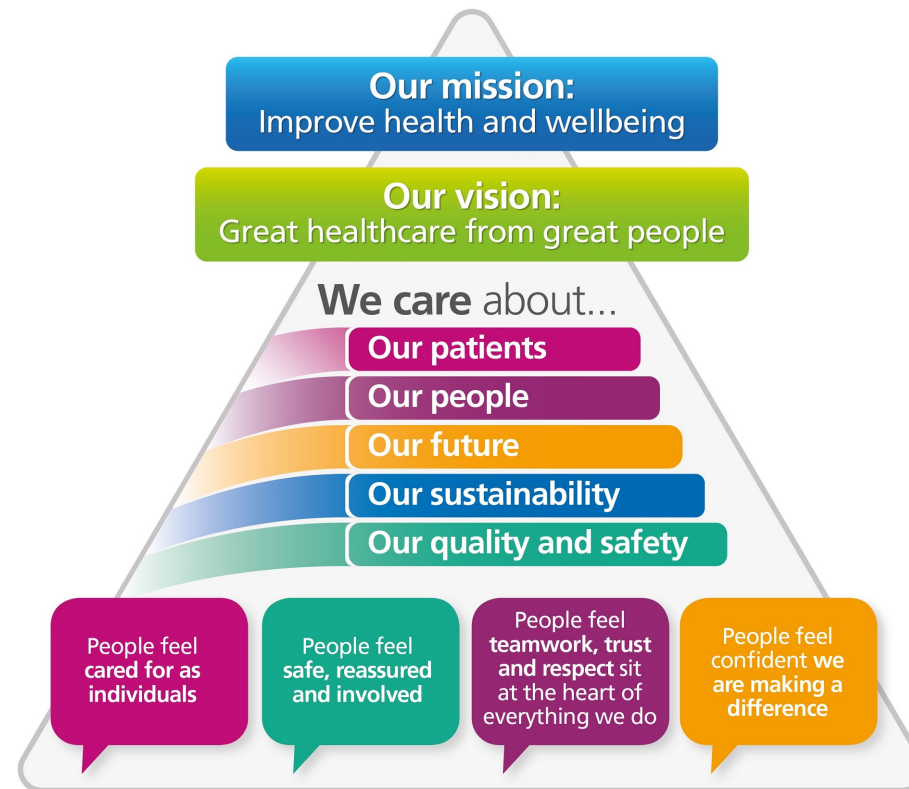 Our mission:
Improve health and wellbeing
Our vision:
Great healthcare from great people
We care about...
Our patients
Our people
Our future
Our sustainability
Our quality and safety
People feel
cared for as
individuals
People feel
safe, reassured
and involved
People feel
teamwork, trust
and respect sit
at the heart of
everything we do
People feel
confident we
are making a
difference